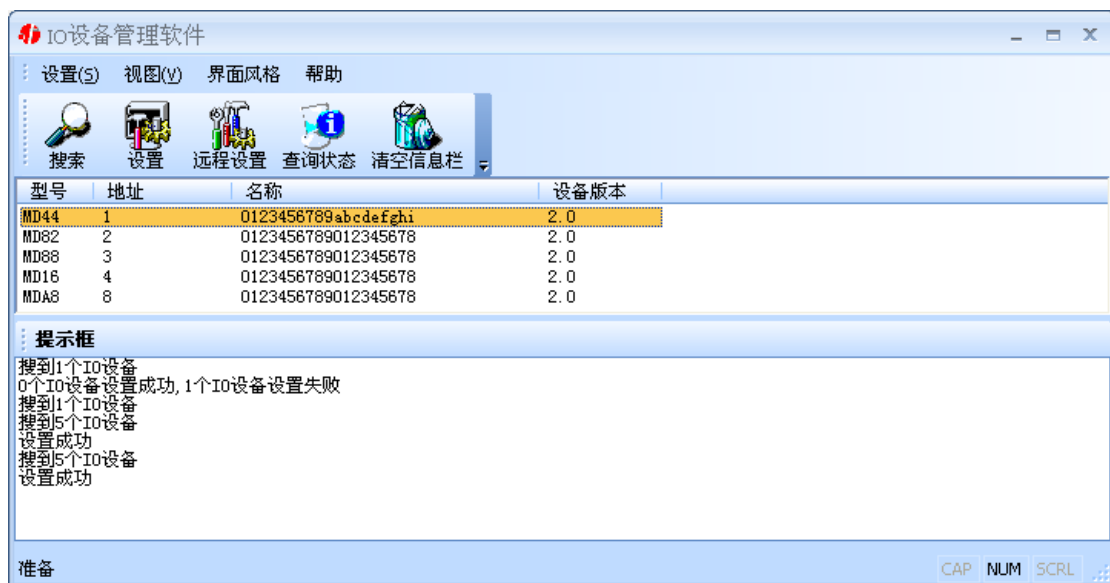 IO设备管理软件
设置(S) 视图(V) 界面风格 帮助
搜索 设置 远程设置 查询状态 清空信息栏
型号 地址 名称 设备版本
MD44 1 0123456789abcdefghi 2.0
MD82 2 0123456789012345678 2.0
MD88 3 0123456789012345678 2.0
MD16 4 0123456789012345678 2.0
MDA8 8 0123456789012345678 2.0
提示框
搜到1个IO设备
0个IO设备设置成功,1个IO设备设置失败
搜到1个IO设备
搜到5个IO设备
设置成功
搜到5个IO设备
设置成功
准备 CAP NUM SCRL